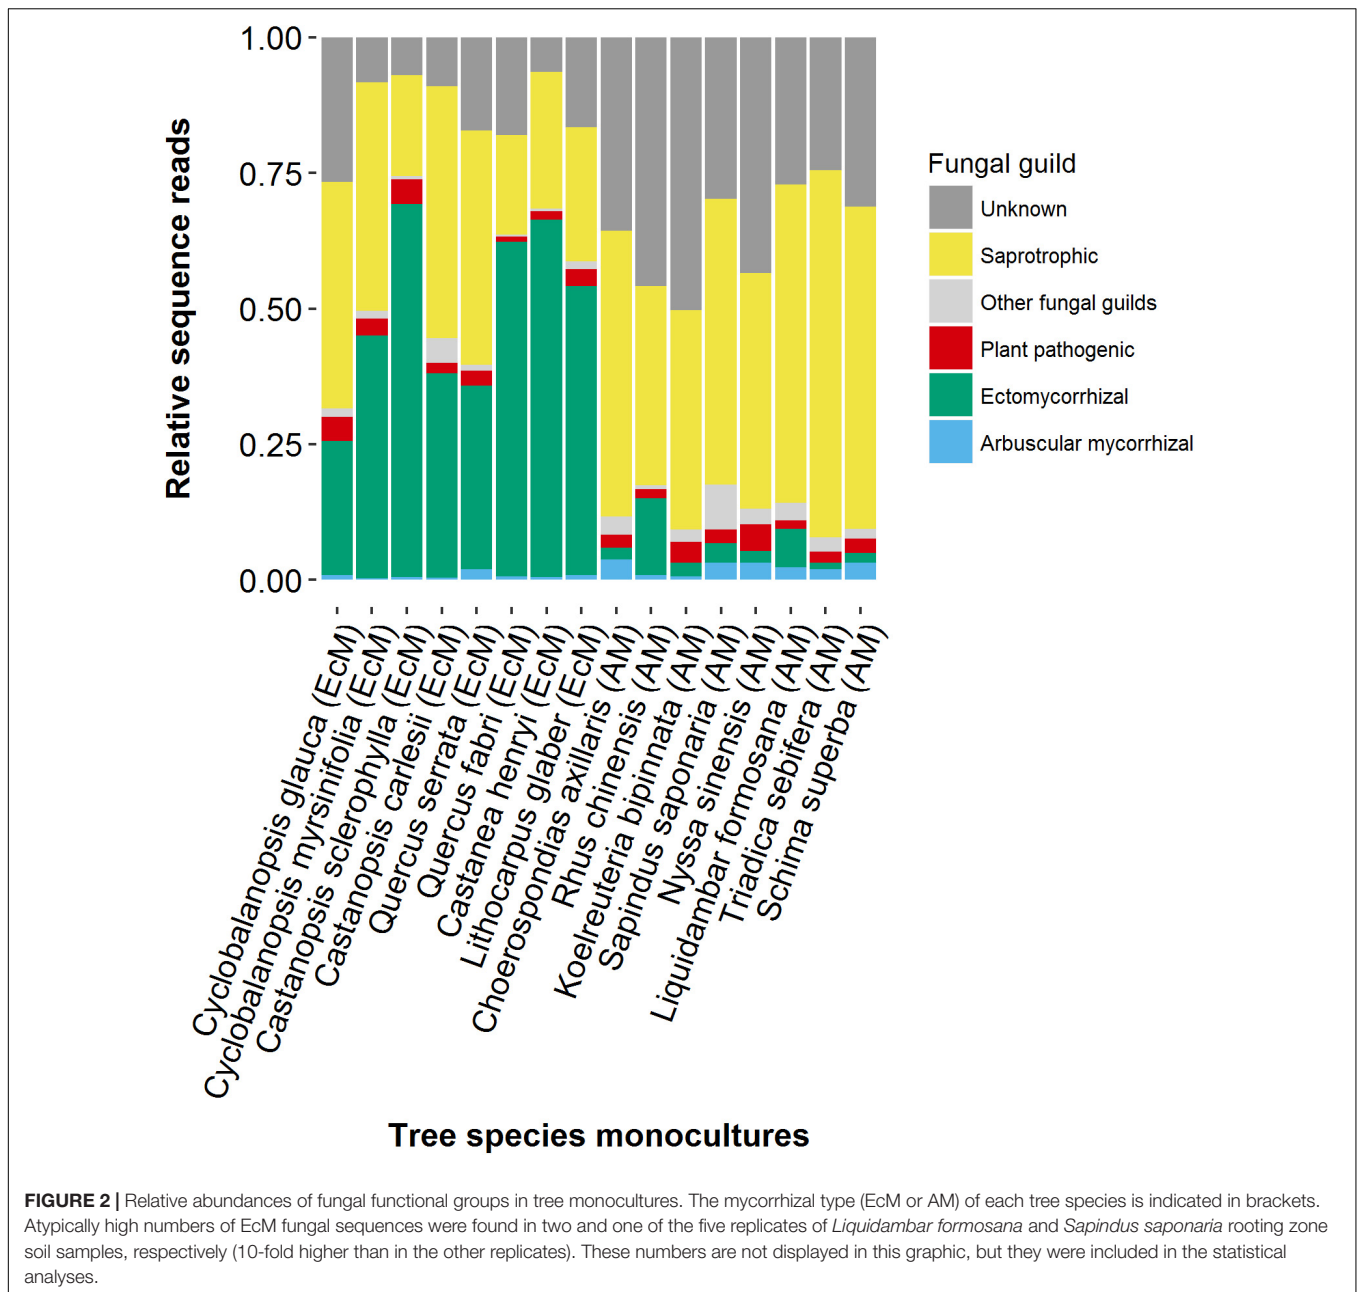 1.00
0.75
0.50
0.25
0.00
Relative sequence reads
Fungal guild
Unknown
Saprotrophic
Other fungal guilds
Plant pathogenic
Ectomycorrhizal
Arbuscular mycorrhizal
Cyclobalanopsis glauca (EcM)
Cyclobalanopsis myrsinifolia (EcM)
Castanopsis sclerophylla (EcM)
Castanopsis carlesii (EcM)
Quercus serrata (EcM)
Quercus fabri (EcM)
Castanea henryi (EcM)
Lithocarpus glaber (EcM)
Choerospondias axillaris (AM)
Rhus chinensis (AM)
Koelreuteria bipinnata (AM)
Sapindus saponaria (AM)
Nyssa sinensis (AM)
Liquidambar formosana (AM)
Triadica sebifera (AM)
Schima superba (AM)
Tree species monocultures
FIGURE 2 | Relative abundances of fungal functional groups in tree monocultures. The mycorrhizal type (EcM or AM) of each tree species is indicated in brackets.
Atypically high numbers of EcM fungal sequences were found in two and one of the five replicates of Liquidambar formosana and Sapindus saponaria rooting zone
soil samples, respectively (10-fold higher than in the other replicates). These numbers are not displayed in this graphic, but they were included in the statistical
analyses.